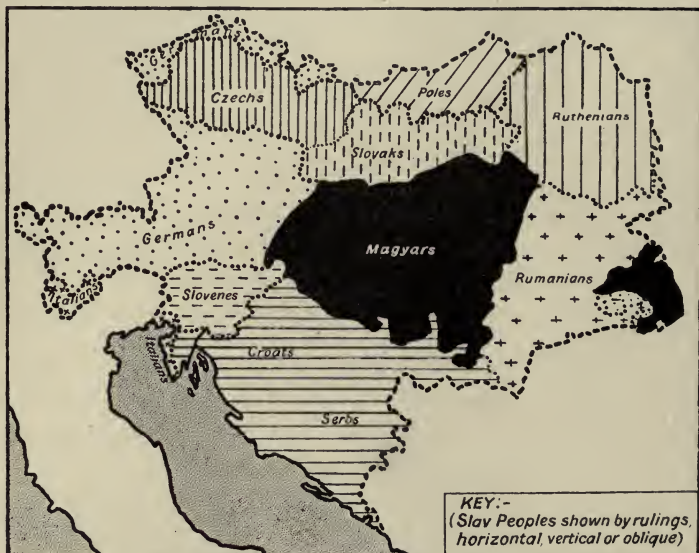 Germans
Czechs
Poles
Ruthenians
Slovaks
Germans
Magyars
Italians
Slovenes
Rumanians
Italians
Croats
Serbs
KEY:-
(Slav Peoples shown by rulings,
horizontal, vertical or oblique)